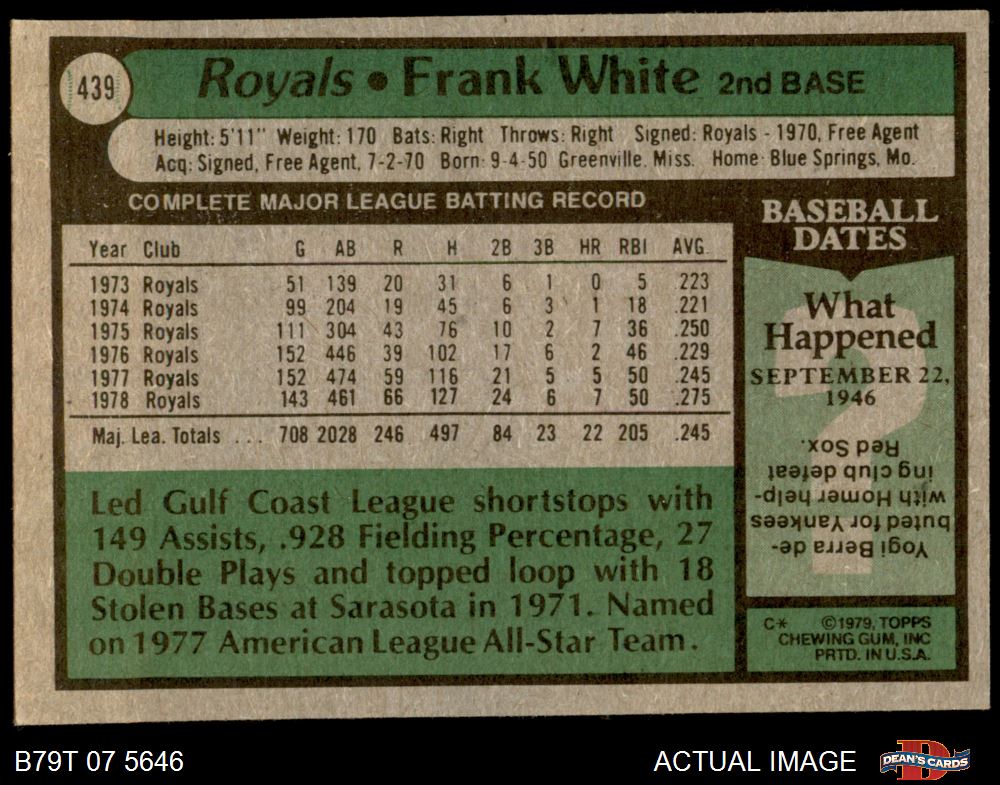 439
Royals • Frank White 2nd BASE
Height: 5'11" Weight: 170 Bats: Right Throws: Right Signed: Royals - 1970, Free Agent
Acq: Signed, Free Agent, 7-2-70 Born: 9-4-50 Greenville, Miss. Home: Blue Springs, Mo.
COMPLETE MAJOR LEAGUE BATTING RECORD
Year Club G AB R H 2B 3B HR RBI AVG.
1973 Royals 51 139 20 31 6 1 0 5 .223
1974 Royals 99 204 19 45 6 3 1 18 .221
1975 Royals 111 304 43 76 10 2 7 36 .250
1976 Royals 152 446 39 102 17 6 2 46 .229
1977 Royals 152 474 59 116 21 5 5 50 .245
1978 Royals 143 461 66 127 24 6 7 50 .275
Maj. Lea. Totals ... 708 2028 246 497 84 23 22 205 .245
Led Gulf Coast League shortstops with
149 Assists, .928 Fielding Percentage, 27
Double Plays and topped loop with 18
Stolen Bases at Sarasota in 1971. Named
on 1977 American League All-Star Team.
BASEBALL
DATES
What
Happened
SEPTEMBER 22,
1946
Yogi Berra de-
buted for Yankees
with Homer help-
ing club defeat
Red Sox.
C* ©1979, TOPPS
CHEWING GUM, INC
PRTD. IN U.S.A.
B79T 07 5646
ACTUAL IMAGE
D
DEAN'S CARDS